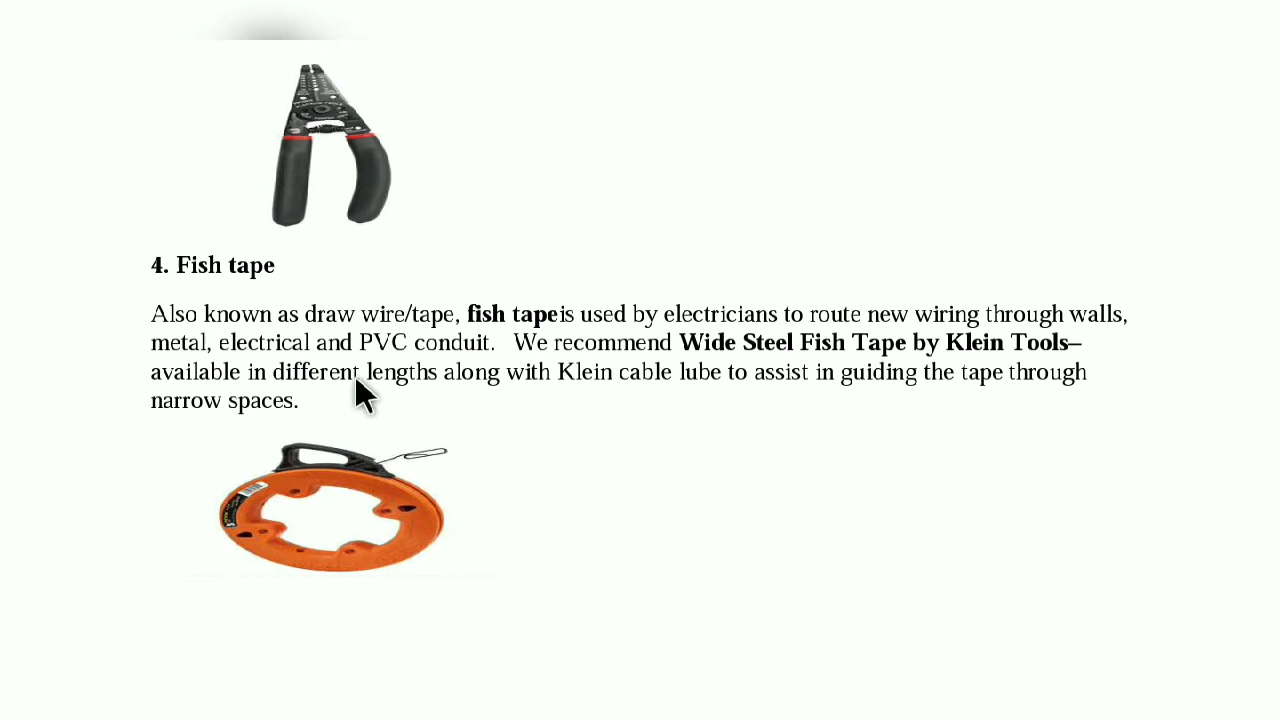 4. Fish tape
Also known as draw wire/tape, fish tapeis used by electricians to route new wiring through walls,
metal, electrical and PVC conduit.   We recommend Wide Steel Fish Tape by Klein Tools–
available in different lengths along with Klein cable lube to assist in guiding the tape through
narrow spaces.